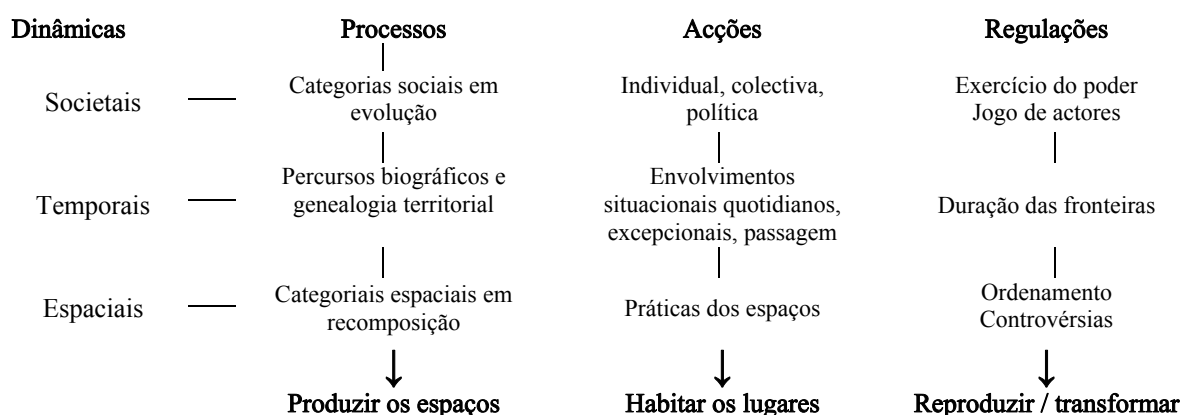 Dinâmicas Processos Acções Regulações
Societais
Categorias sociais em
evolução
Individual, colectiva,
política
Exercício do poder
Jogo de actores
Temporais
Percursos biográficos e
genealogia territorial
Envolvimentos
situacionais quotidianos,
excepcionais, passagem
Duração das fronteiras
Espaciais
Categoriais espaciais em
recomposição
Práticas dos espaços
Ordenamento
Controvérsias
Produzir os espaços Habitar os lugares Reproduzir / transformar